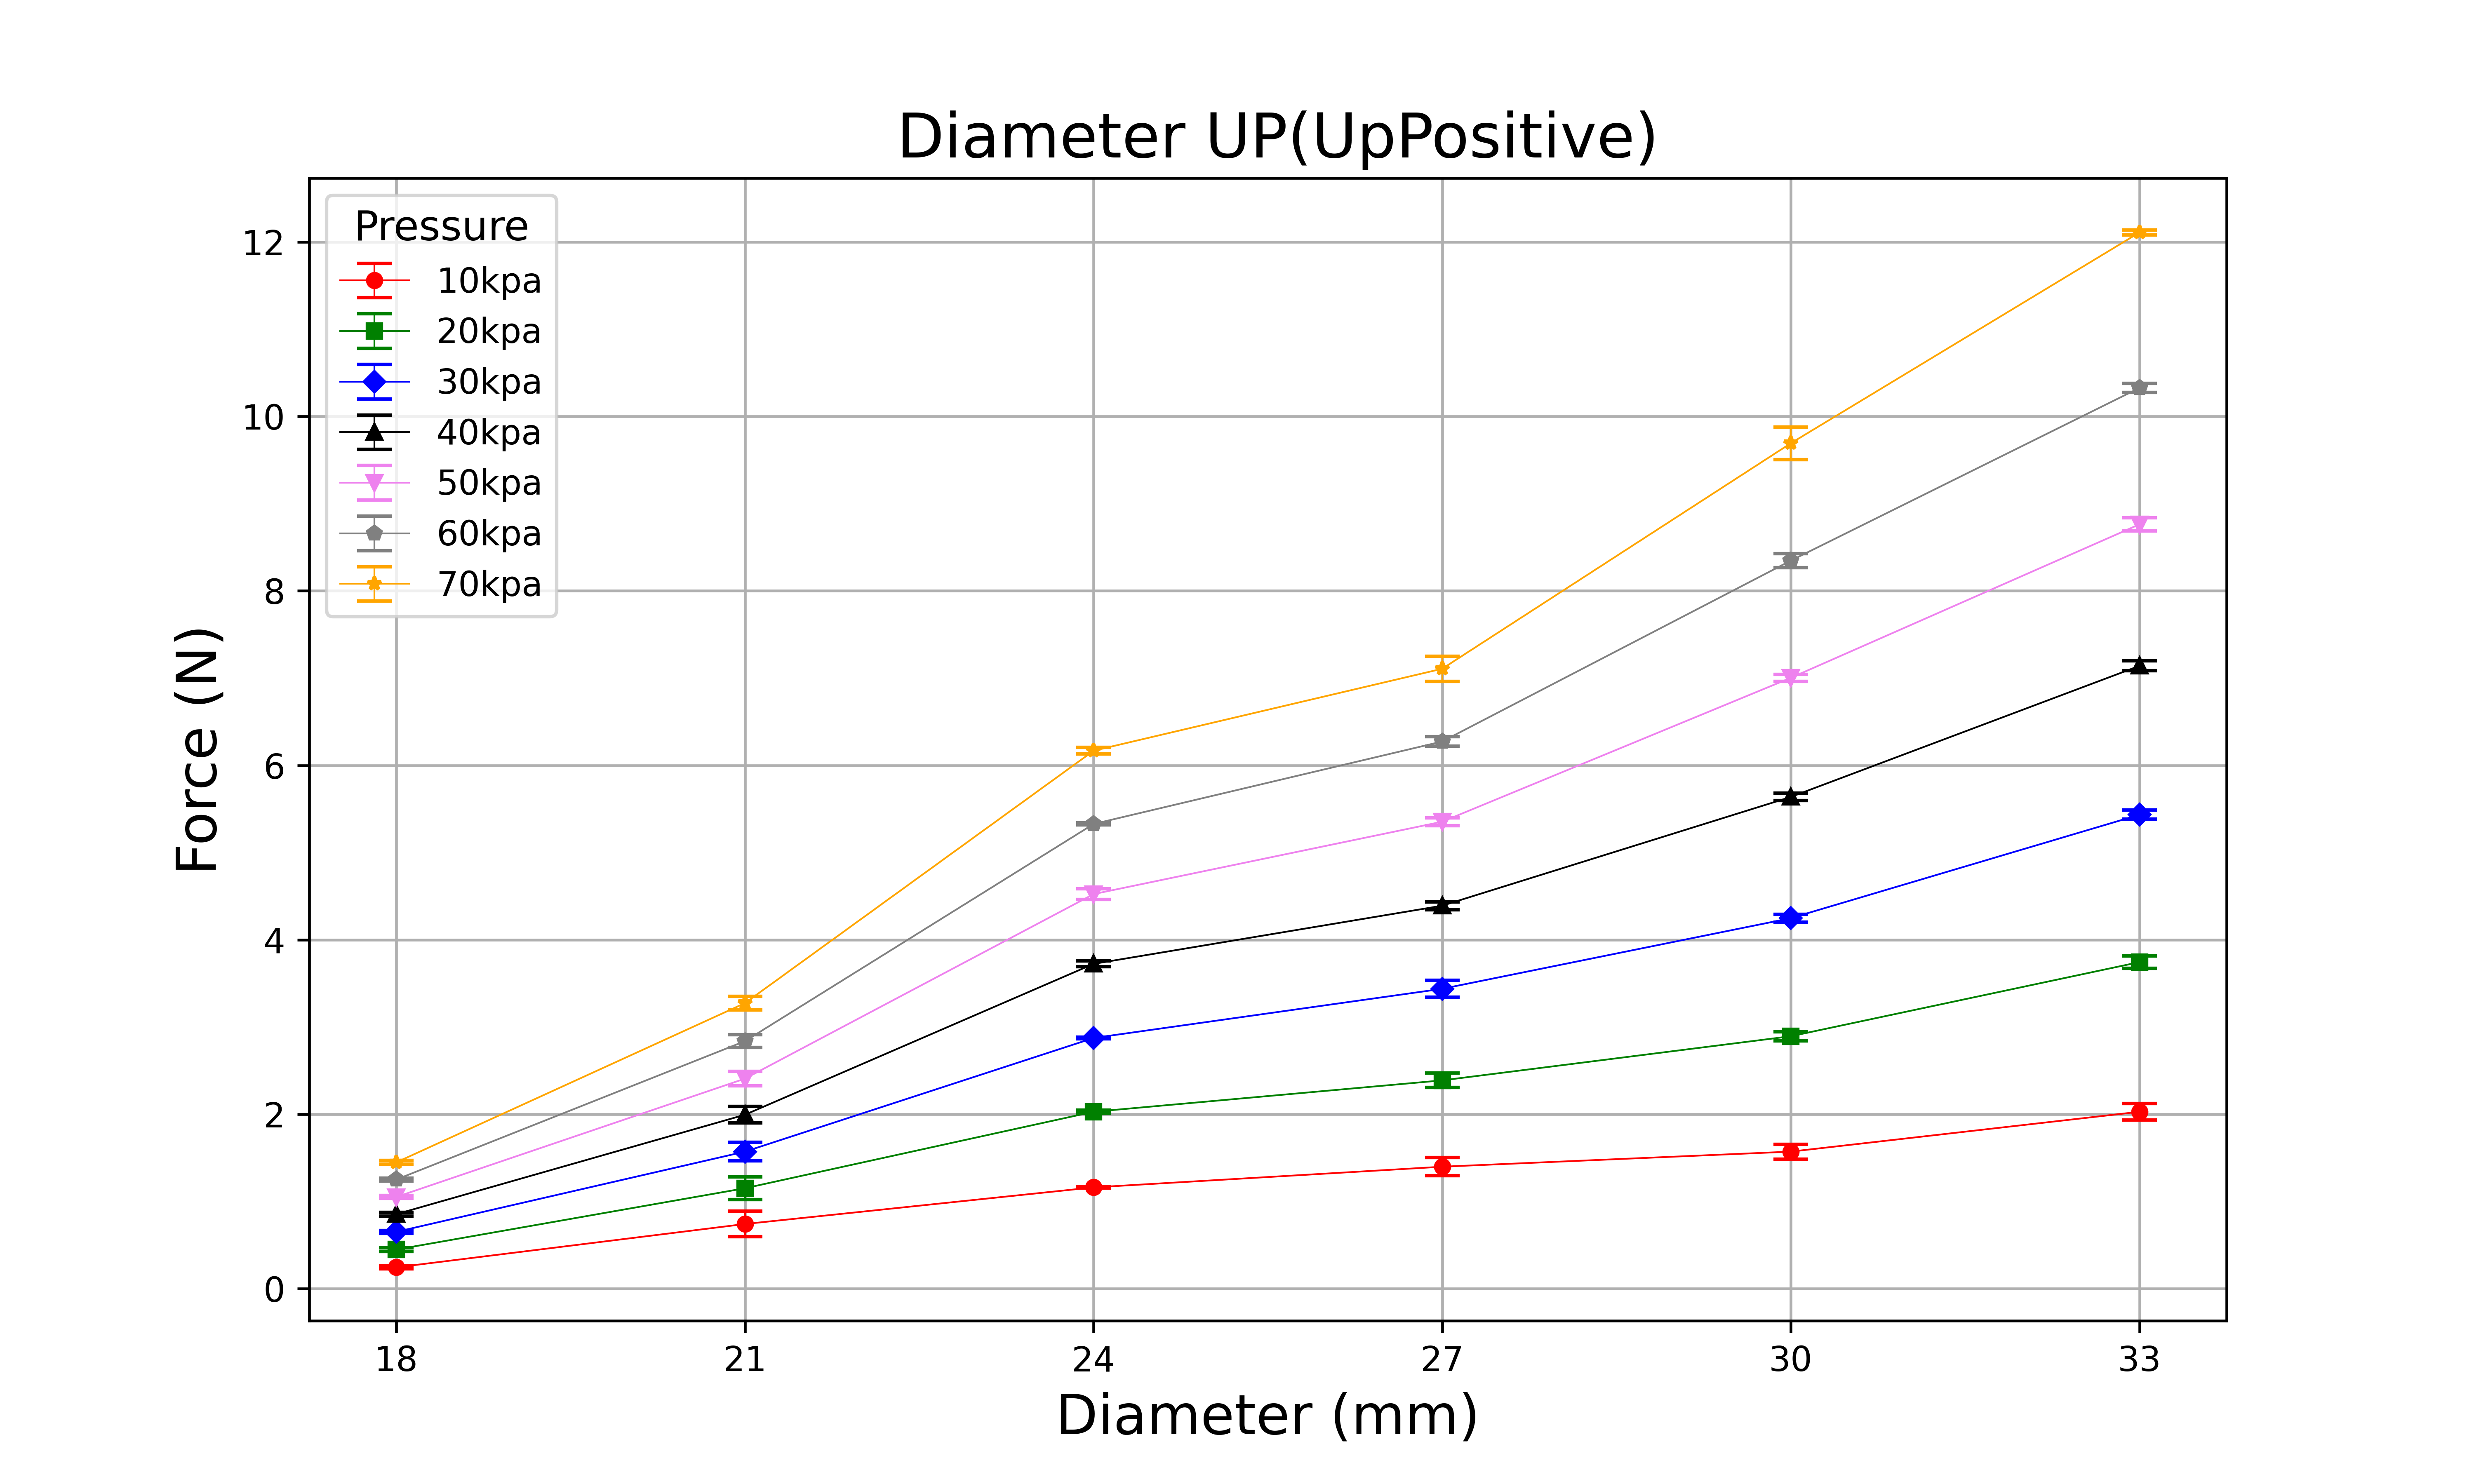 Diameter UP(UpPositive)
Pressure
10kpa
20kpa
30kpa
40kpa
50kpa
60kpa
70kpa
12
10
8
6
4
2
0
Force (N)
18 21 24 27 30 33
Diameter (mm)